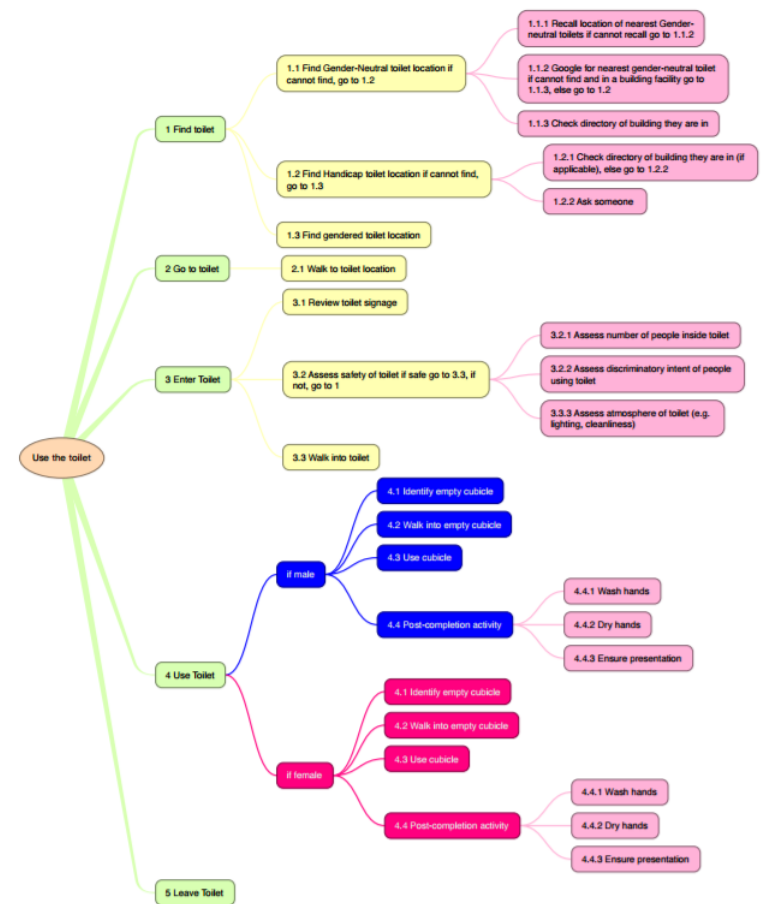 1.1.1 Recall location of nearest Gender-
neutral toilets if cannot recall go to 1.1.2
1.1 Find Gender-Neutral toilet location if
cannot find, go to 1.2
1.1.2 Google for nearest gender-neutral toilet
if cannot find and in a building facility go to
1.1.3, else go to 1.2
1 Find toilet
1.1.3 Check directory of building they are in
1.2 Find Handicap toilet location if cannot find,
go to 1.3
1.2.1 Check directory of building they are in (if
applicable), else go to 1.2.2
1.2.2 Ask someone
1.3 Find gendered toilet location
2 Go to toilet
2.1 Walk to toilet location
3.1 Review toilet signage
3 Enter Toilet
3.2 Assess safety of toilet if safe go to 3.3, if
not, go to 1
3.2.1 Assess number of people inside toilet
3.2.2 Assess discriminatory intent of people
using toilet
3.3.3 Assess atmosphere of toilet (e.g.
lighting, cleanliness)
3.3 Walk into toilet
Use the toilet
4 Use Toilet
if male
4.1 Identify empty cubicle
4.2 Walk into empty cubicle
4.3 Use cubicle
4.4 Post-completion activity
4.4.1 Wash hands
4.4.2 Dry hands
4.4.3 Ensure presentation
if female
4.1 Identify empty cubicle
4.2 Walk into empty cubicle
4.3 Use cubicle
4.4 Post-completion activity
4.4.1 Wash hands
4.4.2 Dry hands
4.4.3 Ensure presentation
5 Leave Toilet